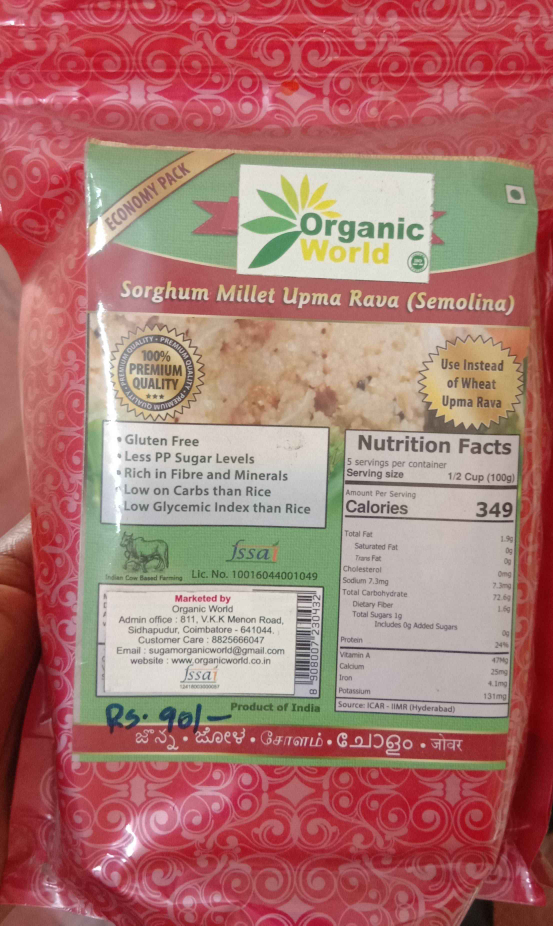 ECONOMY PACK
Organic
World
Sorghum Millet Upma Rava (Semolina)
PREMIUM QUALITY • PREMIUM QUALITY
100%
PREMIUM
QUALITY
Use Instead
of Wheat
Upma Rava
• Gluten Free
• Less PP Sugar Levels
• Rich in Fibre and Minerals
• Low on Carbs than Rice
• Low Glycemic Index than Rice
Nutrition Facts
5 servings per container
Serving size 1/2 Cup (100g)
Amount Per Serving
Calories 349
Total Fat 1.9g
Saturated Fat 0g
Trans Fat 0g
Cholesterol 0mg
Sodium 7.3mg 7.3mg
Total Carbohydrate 72.6g
Dietary Fiber 1.6g
Total Sugars 1g
Includes 0g Added Sugars 0g
Protein 24%
Vitamin A 47Mg
Calcium 25mg
Iron 4.1mg
Potassium 131mg
Source: ICAR - IIMR (Hyderabad)
Indian Cow Based Farming
fssai
Lic. No. 10016044001049
Marketed by
Organic World
Admin office : 811, V.K.K Menon Road,
Sidhapudur, Coimbatore - 641044.
Customer Care : 8825666047
Email : sugamorganicworld@gmail.com
website : www.organicworld.co.in
fssai
8 908007 230432
Product of India
Rs. 90/-
జొన్న • ಜೋಳ • சோளம் • ചോളം • जोवर